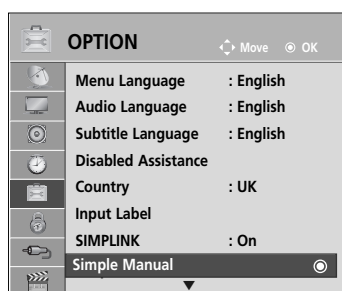 OPTION Move OK
Menu Language : English
Audio Language : English
Subtitle Language : English
Disabled Assistance
Country : UK
Input Label
SIMPLINK : On
Simple Manual